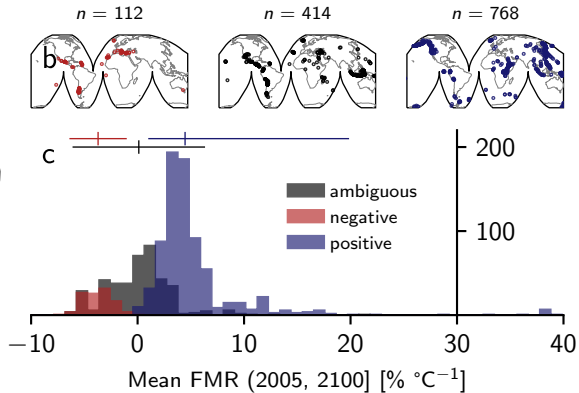 n = 112
n = 414
n = 768
b
c
200
100
ambiguous
negative
positive
−10
0
10
20
30
40
Mean FMR (2005, 2100) [% °C⁻¹]